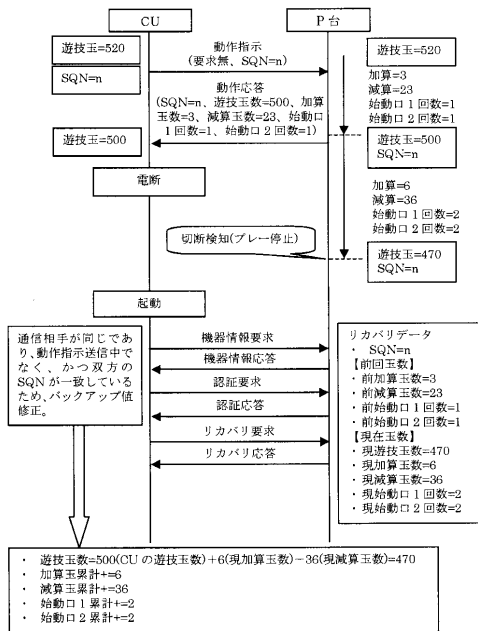 CU
P台
遊技玉=520
SQN=n
動作指示
(要求無、SQN=n)
遊技玉=520
加算=3
減算=23
始動口1回数=1
始動口2回数=1
動作応答
(SQN=n、遊技玉数=500、加算
玉数=3、減算玉数=23、始動口
1回数=1、始動口2回数=1)
遊技玉=500
遊技玉=500
SQN=n
電断
加算=6
減算=36
始動口1回数=2
始動口2回数=2
切断検知(プレー停止)
遊技玉=470
SQN=n
起動
通信相手が同じであ
り、動作指示送信中で
なく、かつ双方の
SQNが一致している
ため、バックアップ値
修正。
機器情報要求
機器情報応答
認証要求
認証応答
リカバリ要求
リカバリ応答
リカバリデータ
・ SQN=n
【前回玉数】
・前加算玉数=3
・前減算玉数=23
・前始動口1回数=1
・前始動口2回数=1
【現在玉数】
・現遊技玉数=470
・現加算玉数=6
・現減算玉数=36
・現始動口1回数=2
・現始動口2回数=2
・ 遊技玉数=500(CUの遊技玉数)+6(現加算玉数)−36(現減算玉数)=470
・ 加算玉累計+=6
・ 減算玉累計+=36
・ 始動口1累計+=2
・ 始動口2累計+=2